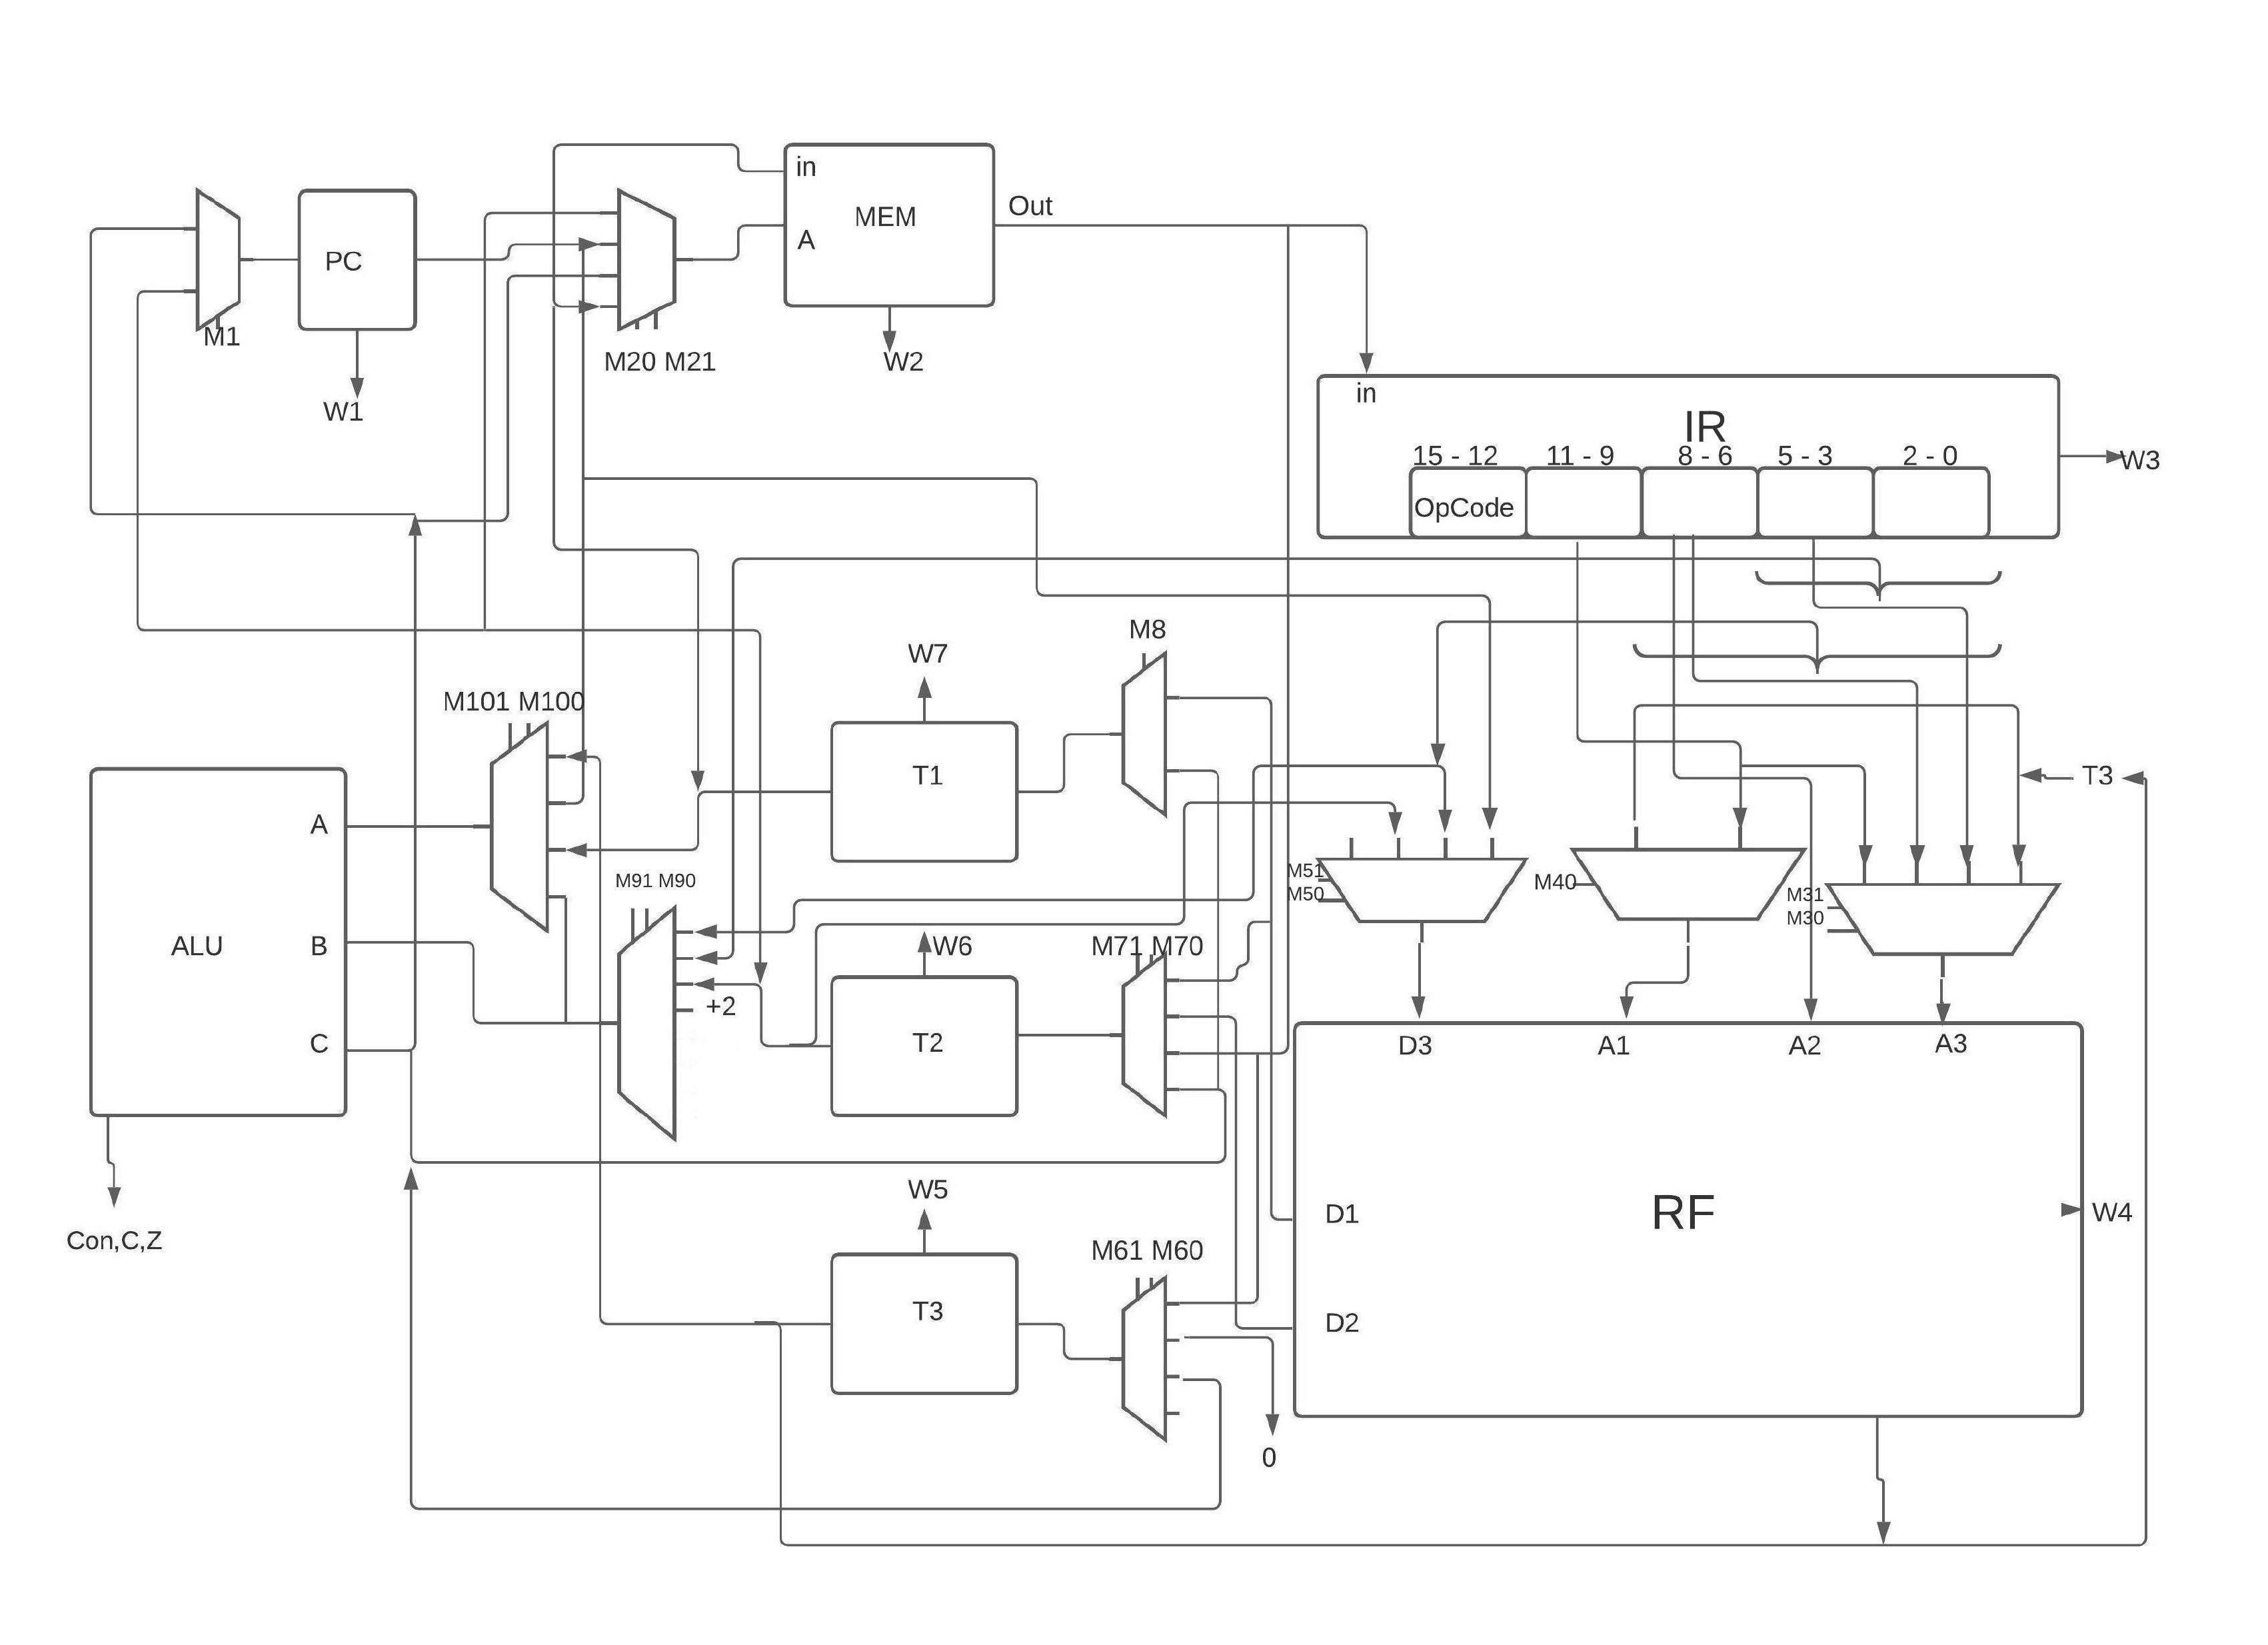 in
MEM
Out
A
PC
M1
M20 M21
W2
W1
in
IR
15 - 12
11 - 9
8 - 6
5 - 3
2 - 0
W3
OpCode
M8
W7
M101 M100
T1
T3
A
M91 M90
M51
M50
M40
M31
M30
ALU
B
W6
M71 M70
+2
C
T2
D3
A1
A2
A3
W5
D1
RF
W4
Con,C,Z
M61 M60
T3
D2
0